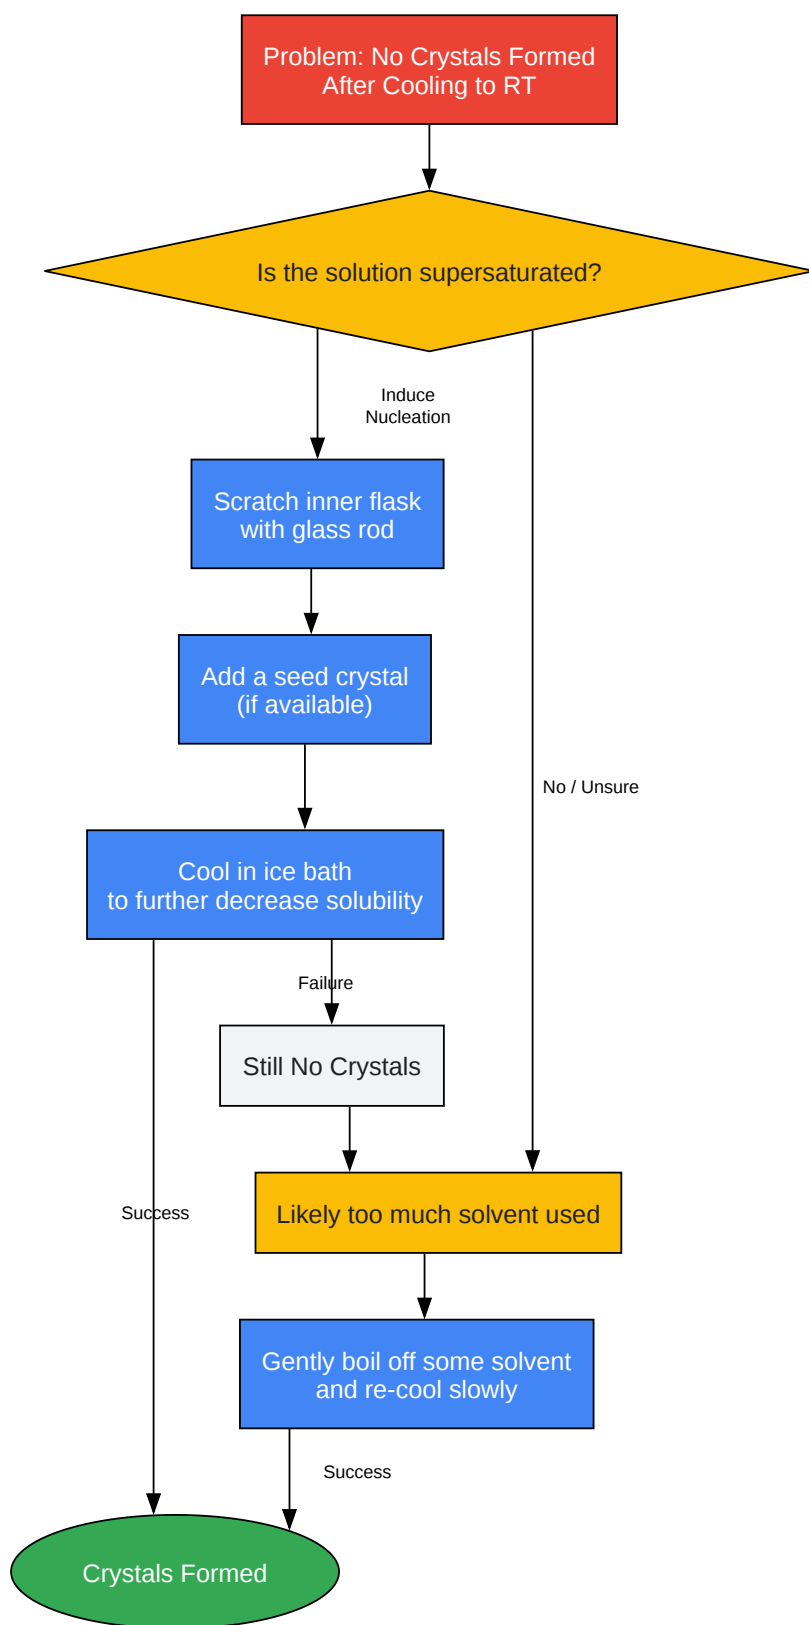 Problem: No Crystals Formed
After Cooling to RT
Is the solution supersaturated?
Induce
Nucleation
Scratch inner flask
with glass rod
Add a seed crystal
(if available)
No / Unsure
Cool in ice bath
to further decrease solubility
Failure
Still No Crystals
Success
Likely too much solvent used
Gently boil off some solvent
and re-cool slowly
Success
Crystals Formed